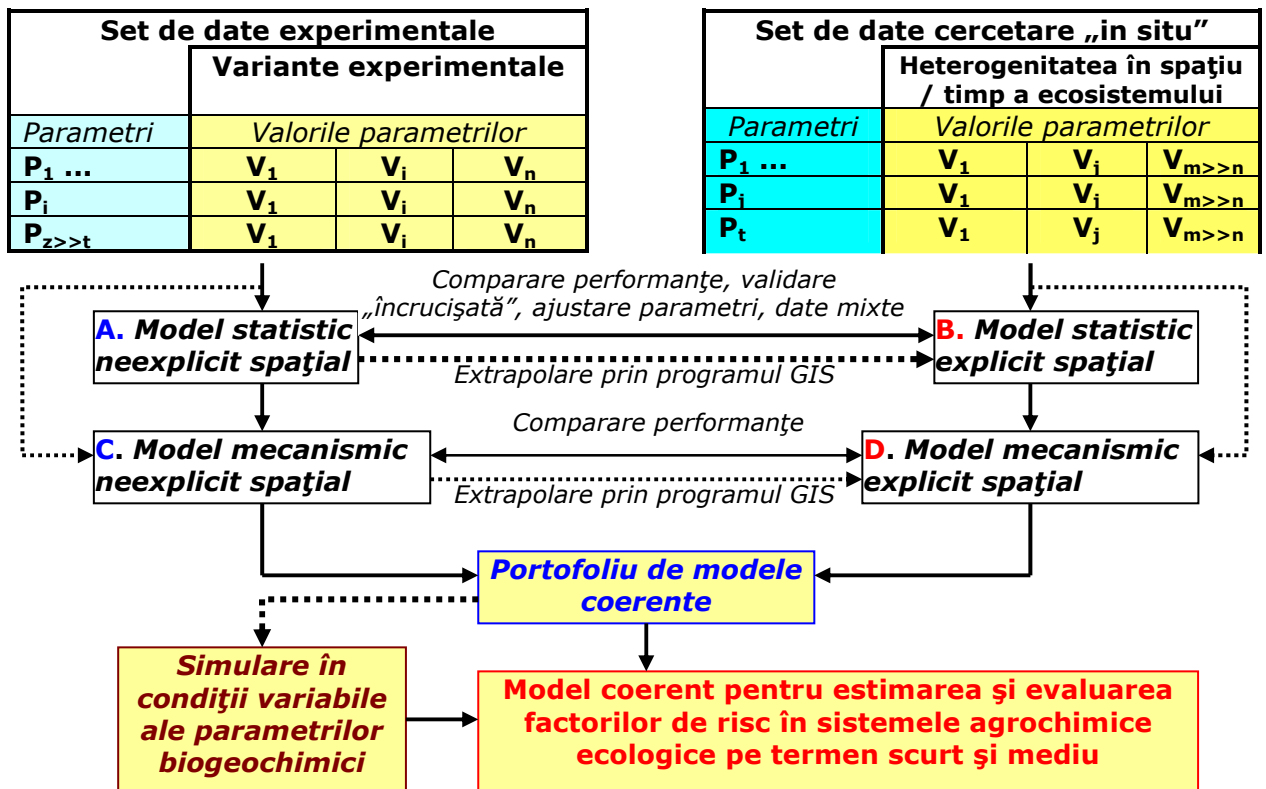 Set de date experimentale
Variante experimentale
Parametri Valorile parametrilor
P1 ... V1 Vi Vn
Pi V1 Vi Vn
Pz>>t V1 Vi Vn
Set de date cercetare „in situ”
Heterogenitatea în spaţiu
/ timp a ecosistemului
Parametri Valorile parametrilor
P1 ... V1 Vj Vm>>n
Pj V1 Vj Vm>>n
Pt V1 Vj Vm>>n
Comparare performanţe, validare
„încrucişată”, ajustare parametri, date mixte
A. Model statistic
neexplicit spaţial
B. Model statistic
explicit spaţial
Extrapolare prin programul GIS
Comparare performanţe
C. Model mecanismic
neexplicit spaţial
D. Model mecanismic
explicit spaţial
Extrapolare prin programul GIS
Portofoliu de modele
coerente
Simulare în
condiţii variabile
ale parametrilor
biogeochimici
Model coerent pentru estimarea şi evaluarea
factorilor de risc în sistemele agrochimice
ecologice pe termen scurt şi mediu